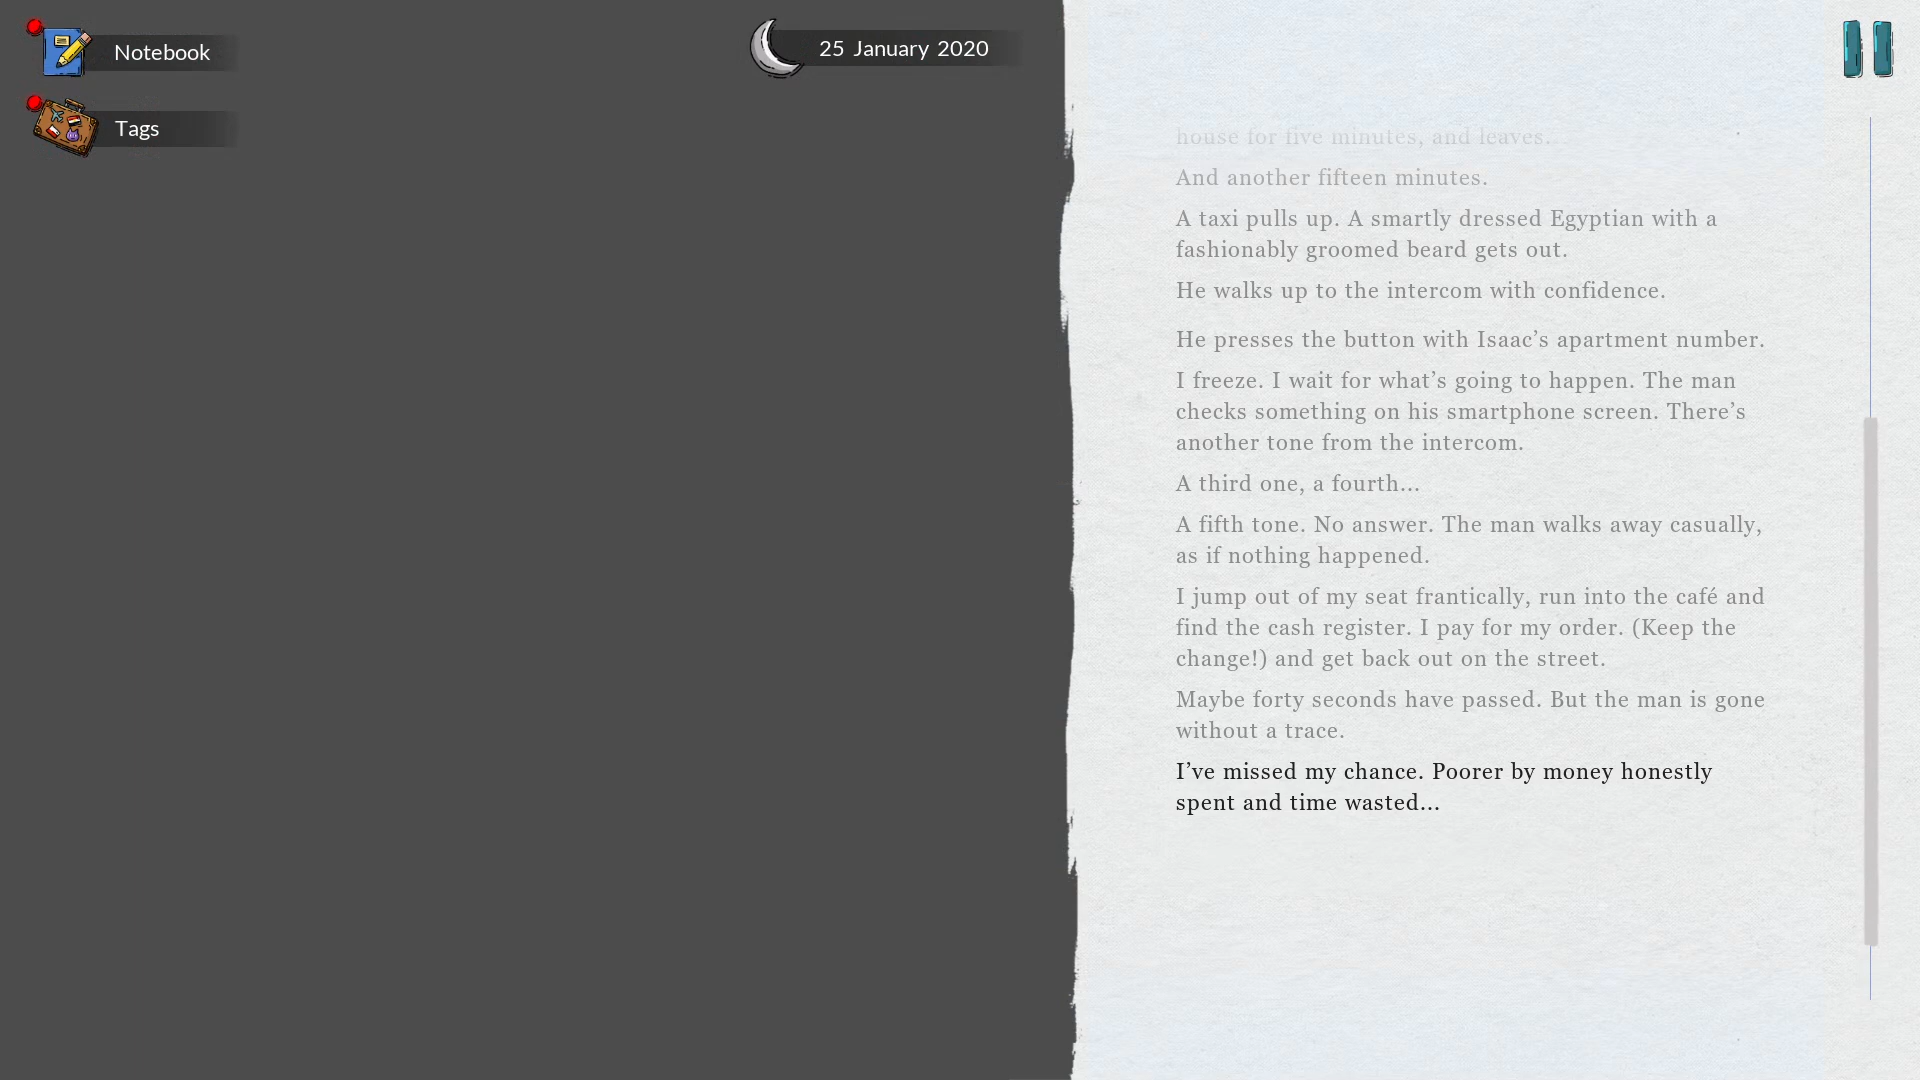 Notebook
25 January 2020
Tags
house for five minutes, and leaves...
And another fifteen minutes.
A taxi pulls up. A smartly dressed Egyptian with a
fashionably groomed beard gets out.
He walks up to the intercom with confidence.
He presses the button with Isaac’s apartment number.
I freeze. I wait for what’s going to happen. The man
checks something on his smartphone screen. There’s
another tone from the intercom.
A third one, a fourth...
A fifth tone. No answer. The man walks away casually,
as if nothing happened.
I jump out of my seat frantically, run into the café and
find the cash register. I pay for my order. (Keep the
change!) and get back out on the street.
Maybe forty seconds have passed. But the man is gone
without a trace.
I’ve missed my chance. Poorer by money honestly
spent and time wasted...